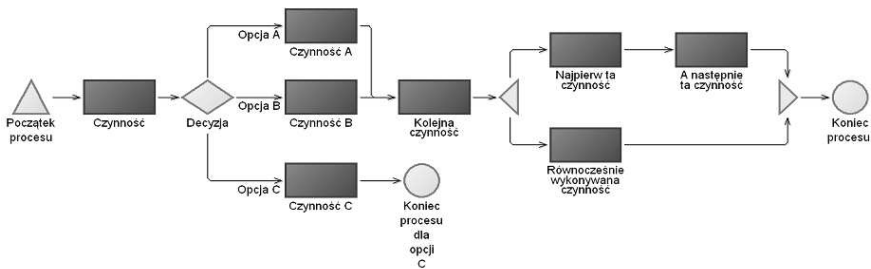 Początek
procesu
Czynność
Decyzja
Opcja A
Czynność A
Opcja B
Czynność B
Opcja C
Czynność C
Koniec
procesu
dla
opcji
C
Kolejna
czynność
Najpierw ta
czynność
A następnie
ta czynność
Równocześnie
wykonywana
czynność
Koniec
procesu